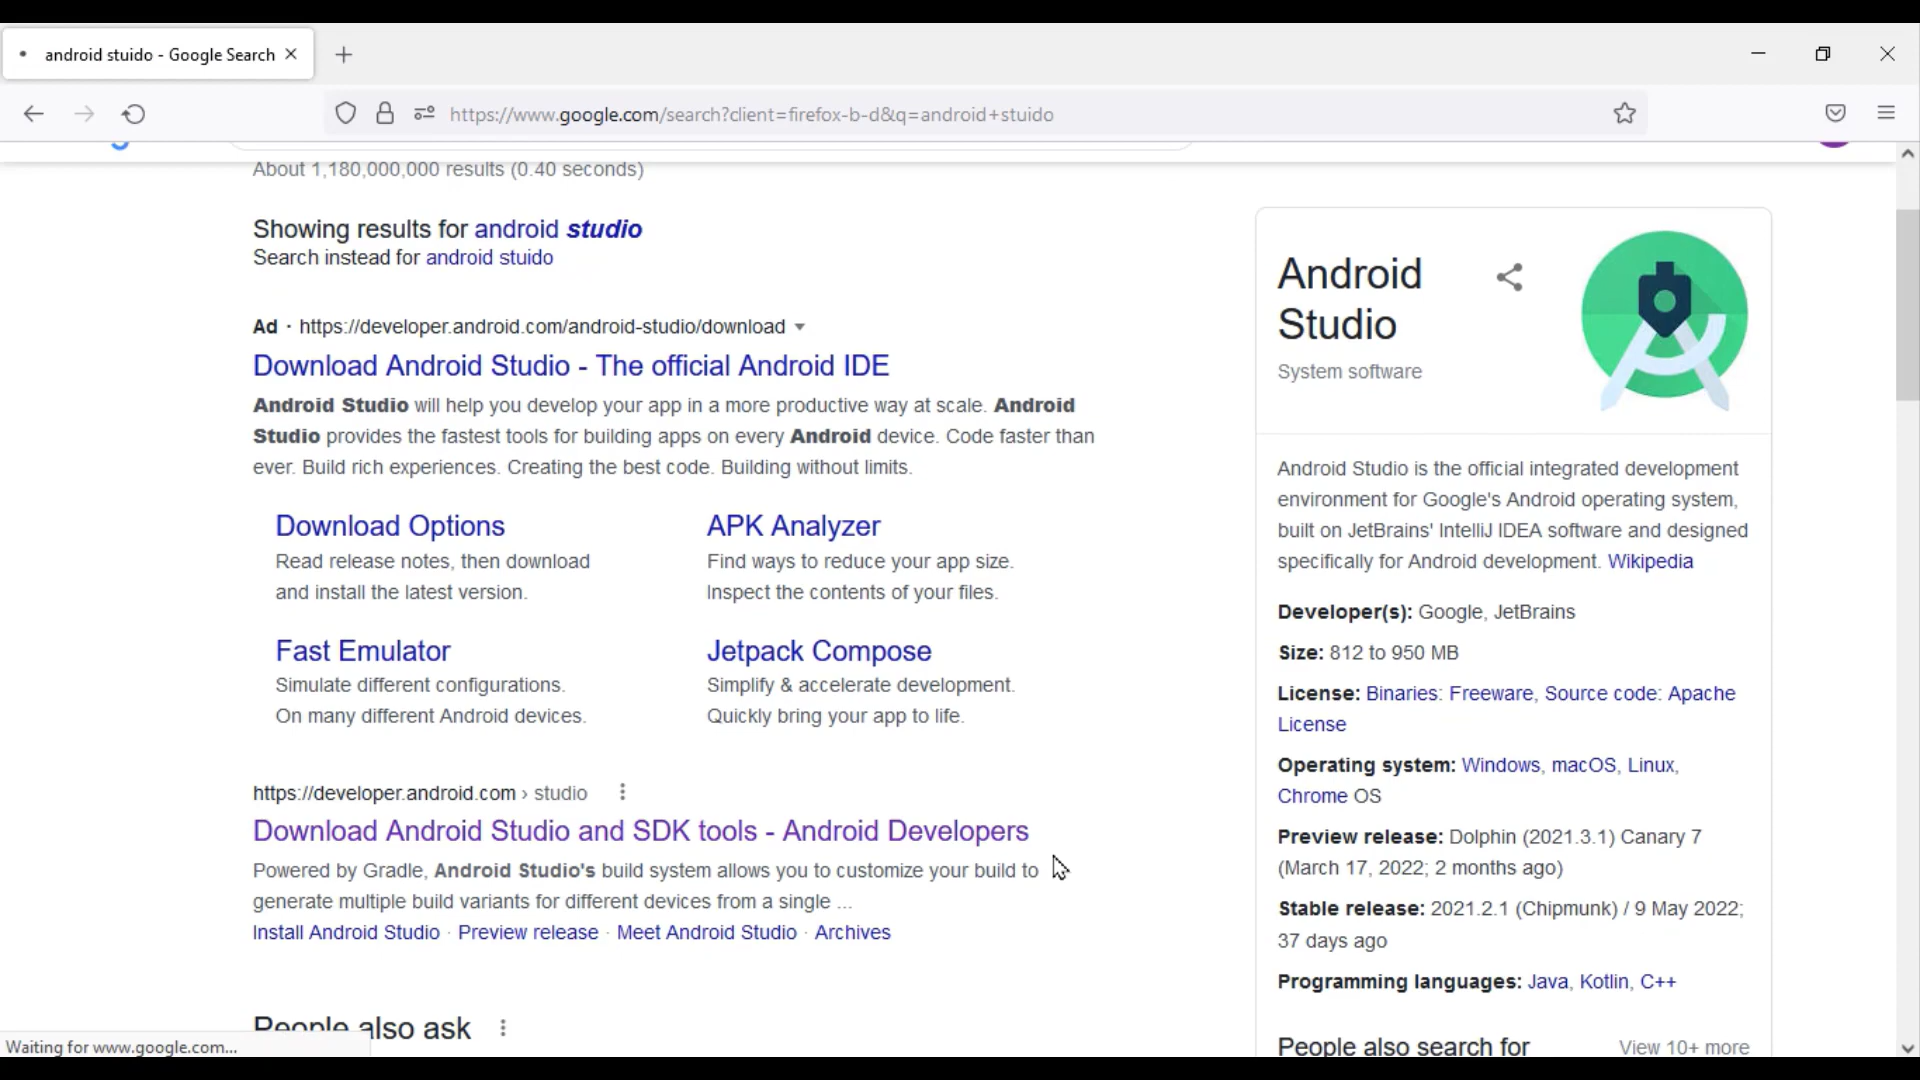 android stuido - Google Search
https://www.google.com/search?client=firefox-b-d&q=android+stuido
About 1,180,000,000 results (0.40 seconds)
Showing results for android studio
Search instead for android stuido
Ad · https://developer.android.com/android-studio/download
Download Android Studio - The official Android IDE
Android Studio will help you develop your app in a more productive way at scale. Android
Studio provides the fastest tools for building apps on every Android device. Code faster than
ever. Build rich experiences. Creating the best code. Building without limits.
Download Options
Read release notes, then download
and install the latest version.
APK Analyzer
Find ways to reduce your app size.
Inspect the contents of your files.
Fast Emulator
Simulate different configurations.
On many different Android devices.
Jetpack Compose
Simplify & accelerate development.
Quickly bring your app to life.
https://developer.android.com › studio
Download Android Studio and SDK tools - Android Developers
Powered by Gradle, Android Studio's build system allows you to customize your build to
generate multiple build variants for different devices from a single ...
Install Android Studio · Preview release · Meet Android Studio · Archives
People also ask
Waiting for www.google.com...
Android
Studio
System software
Android Studio is the official integrated development
environment for Google's Android operating system,
built on JetBrains' IntelliJ IDEA software and designed
specifically for Android development. Wikipedia
Developer(s): Google, JetBrains
Size: 812 to 950 MB
License: Binaries: Freeware, Source code: Apache
License
Operating system: Windows, macOS, Linux,
Chrome OS
Preview release: Dolphin (2021.3.1) Canary 7
(March 17, 2022; 2 months ago)
Stable release: 2021.2.1 (Chipmunk) / 9 May 2022;
37 days ago
Programming languages: Java, Kotlin, C++
People also search for
View 10+ more